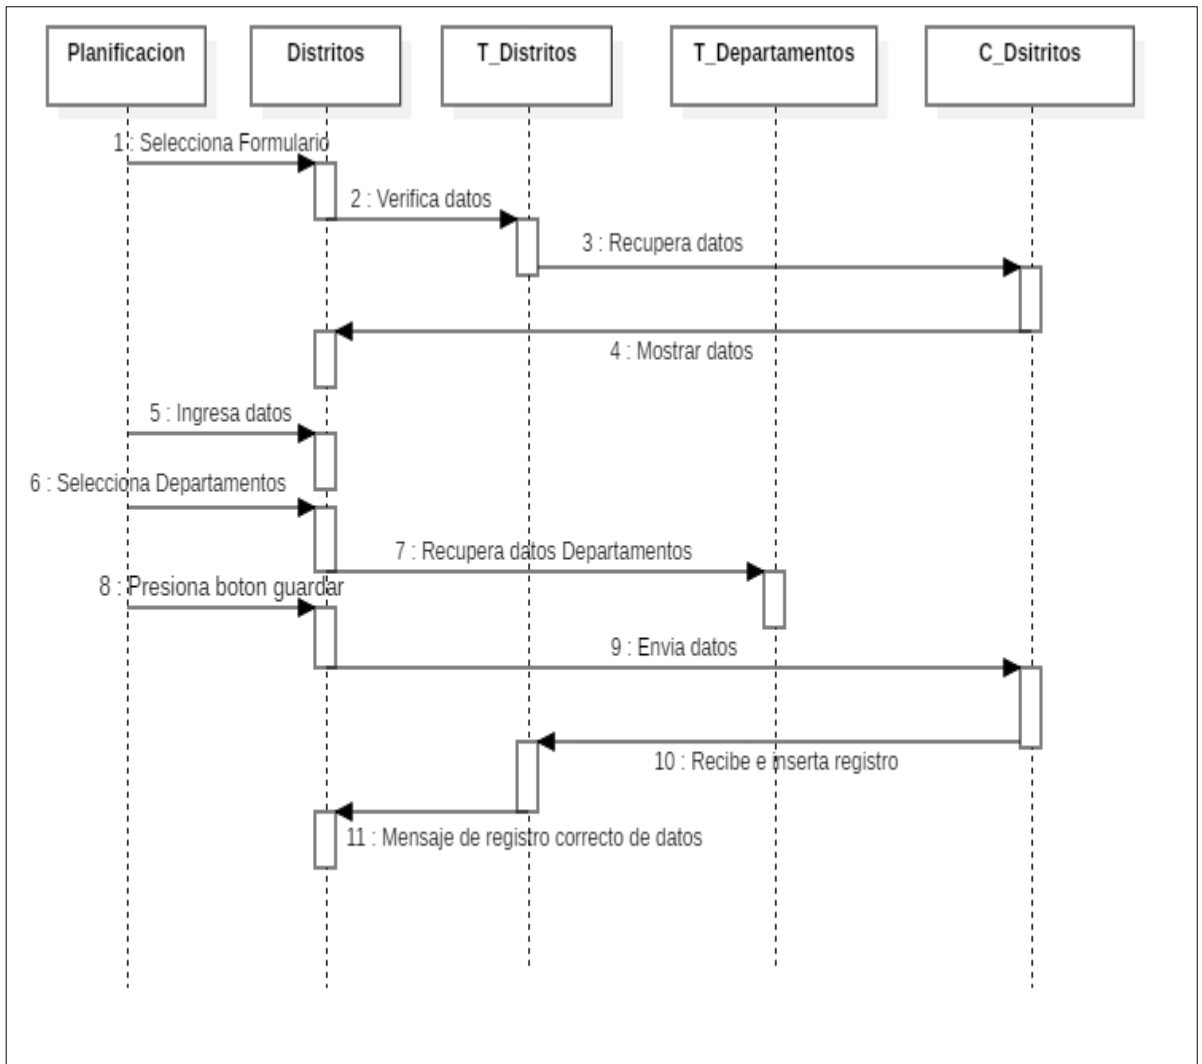 Planificacion
Distritos
T_Distritos
T_Departamentos
C_Dsitritos
1 : Selecciona Formulario
2 : Verifica datos
3 : Recupera datos
4 : Mostrar datos
5 : Ingresa datos
6 : Selecciona Departamentos
7 : Recupera datos Departamentos
8 : Presiona boton guardar
9 : Envia datos
10 : Recibe e inserta registro
11 : Mensaje de registro correcto de datos